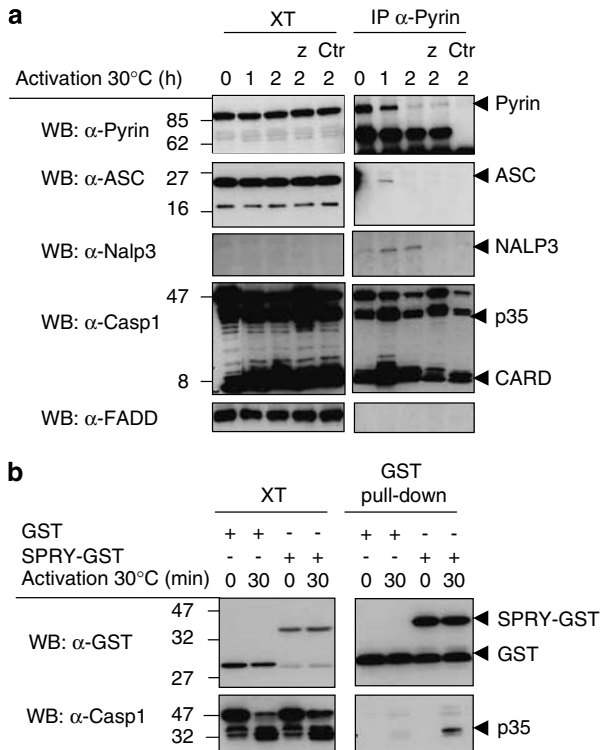 a
XT IP α-Pyrin
z Ctr z Ctr
Activation 30°C (h) 0 1 2 2 2 0 1 2 2 2
WB: α-Pyrin 85 62 Pyrin
WB: α-ASC 27 16 ASC
WB: α-Nalp3 NALP3
WB: α-Casp1 47 8 p35 CARD
WB: α-FADD
b
XT GST pull-down
GST + + - - + + - -
SPRY-GST - - + + - - + +
Activation 30°C (min) 0 30 0 30 0 30 0 30
WB: α-GST 47 32 27 SPRY-GST GST
WB: α-Casp1 47 32 p35